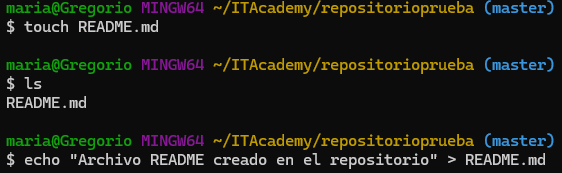 maria@Gregorio MINGW64 ~/ITAcademy/repositorioprueba (master)
$ touch README.md
maria@Gregorio MINGW64 ~/ITAcademy/repositorioprueba (master)
$ ls
README.md
maria@Gregorio MINGW64 ~/ITAcademy/repositorioprueba (master)
$ echo "Archivo README creado en el repositorio" > README.md